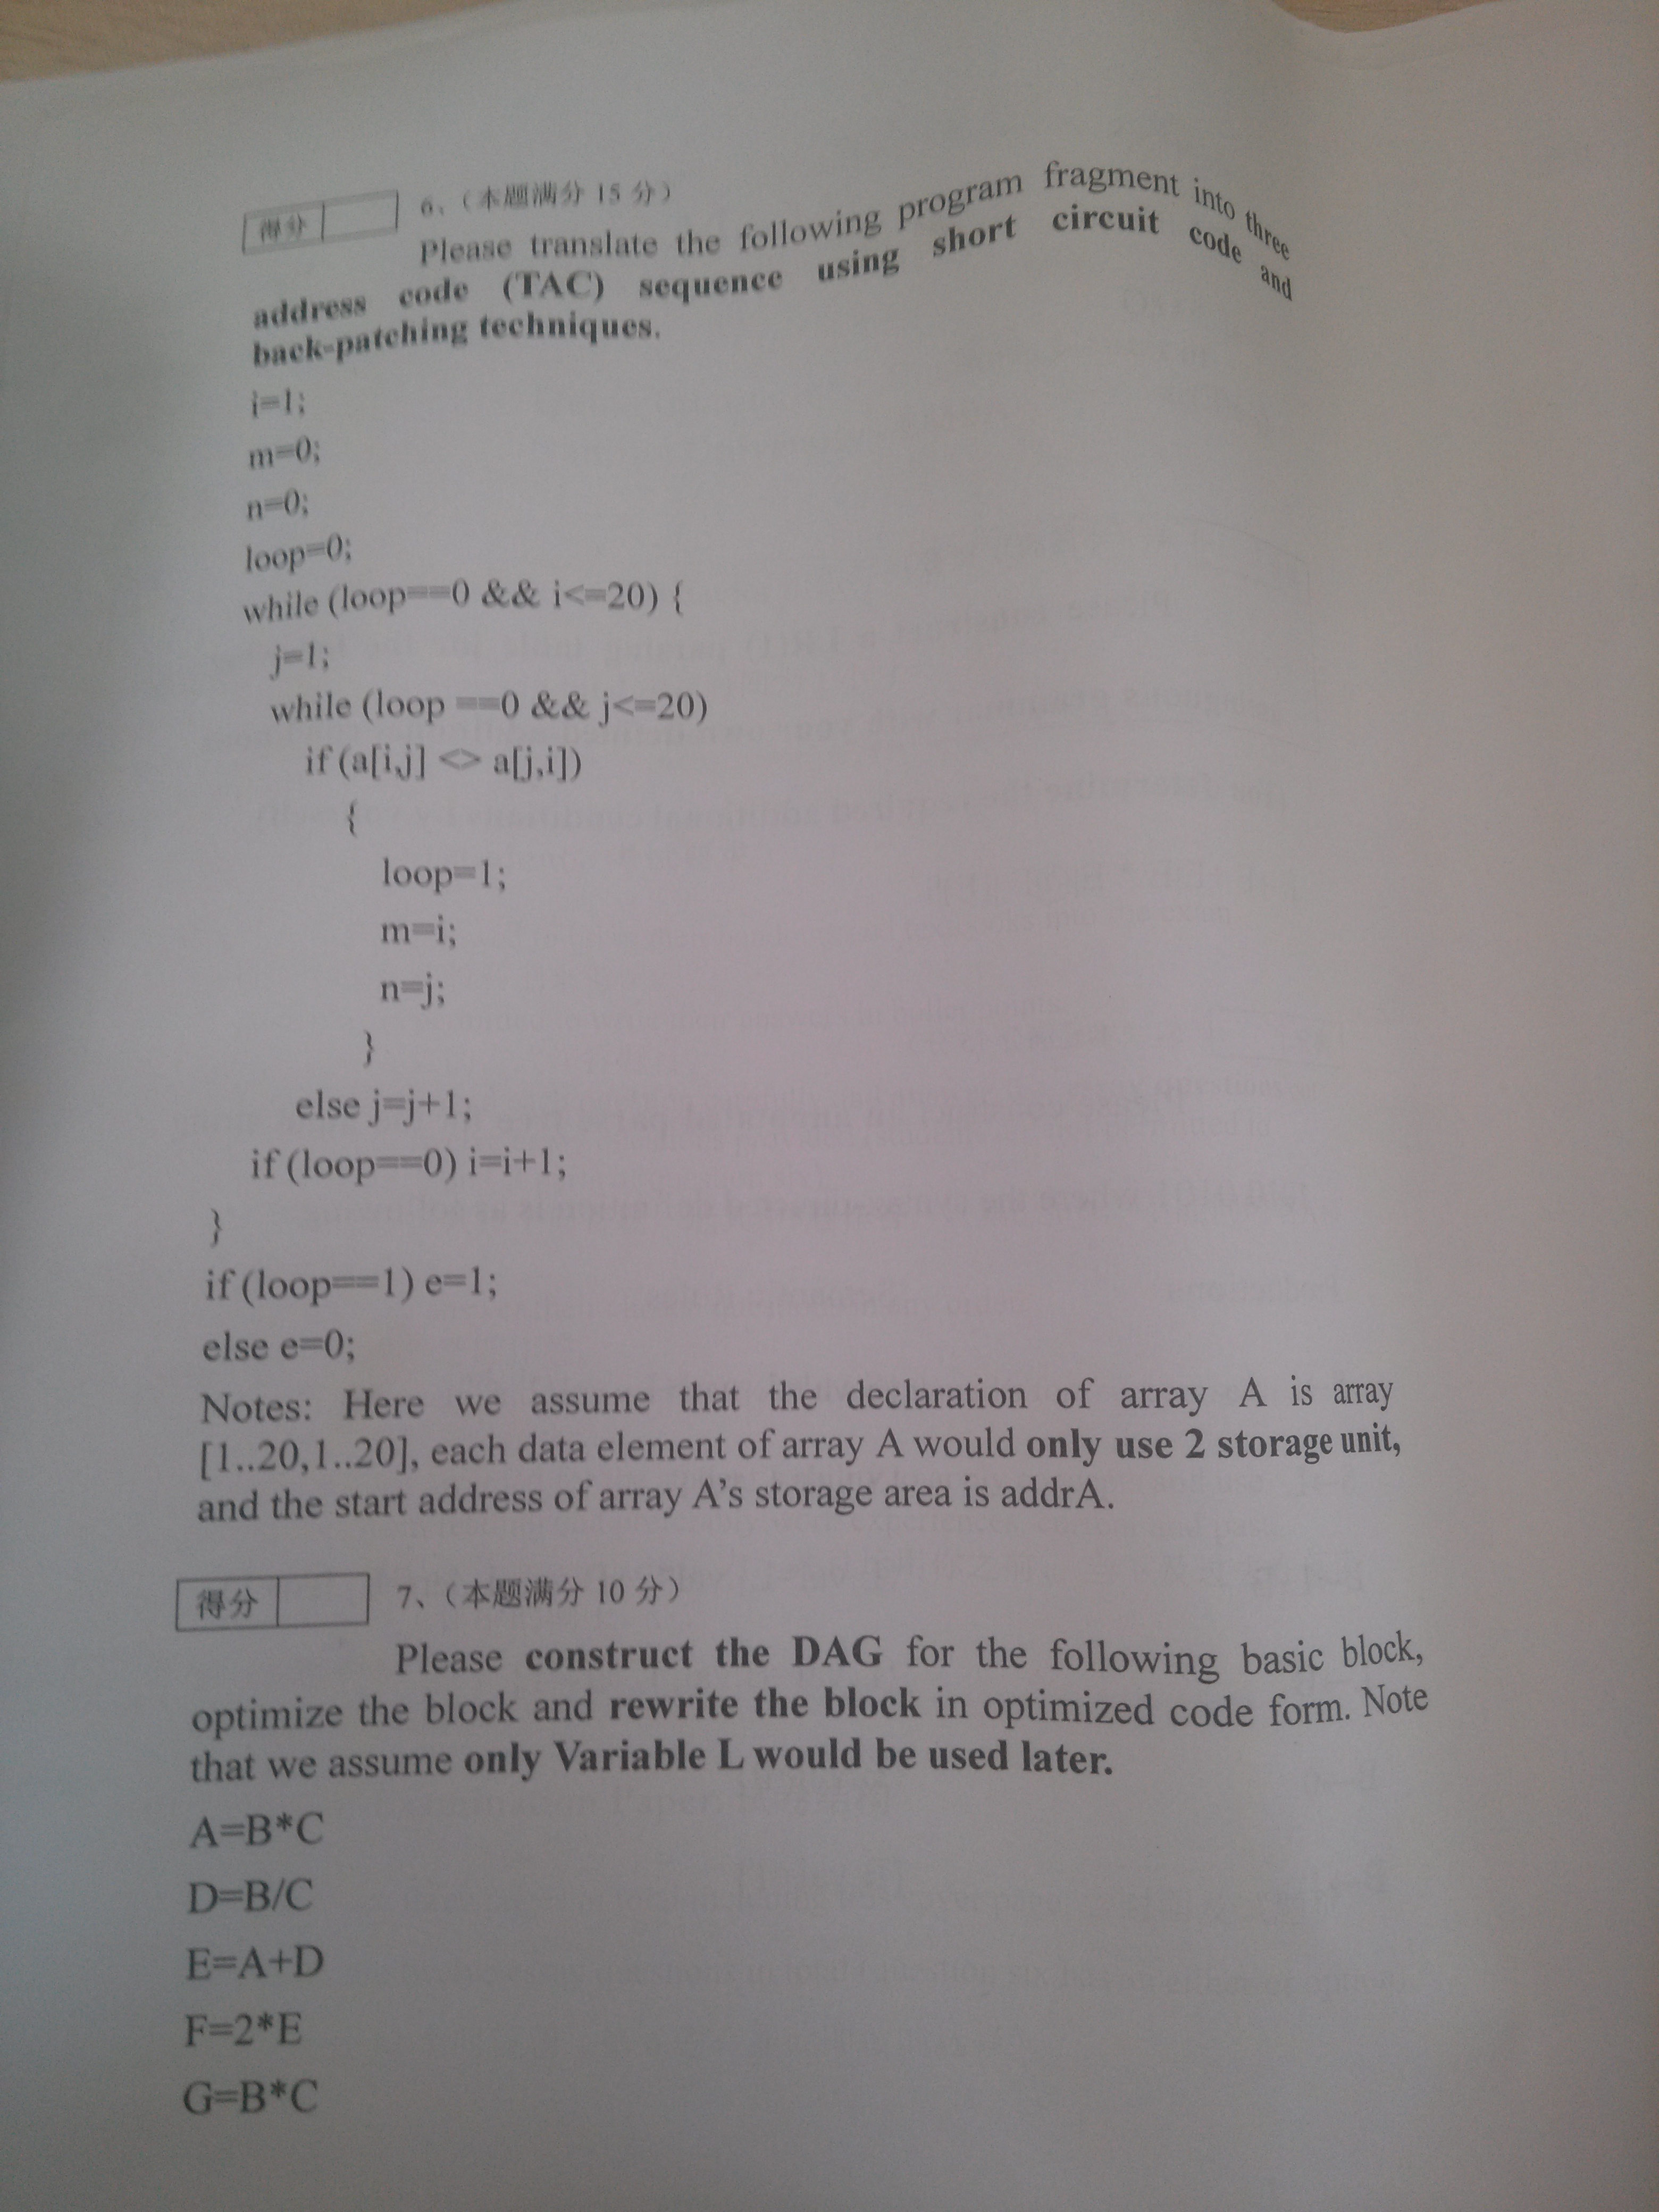 得分
6、（本题满分 15 分）
Please translate the following program fragment into three
address code (TAC) sequence using short circuit code and
back-patching techniques.
i=1;
m=0;
n=0;
loop=0;
while (loop==0 && i<=20) {
j=1;
while (loop ==0 && j<=20)
if (a[i,j] <> a[j,i])
{
loop=1;
m=i;
n=j;
}
else j=j+1;
if (loop==0) i=i+1;
}
if (loop==1) e=1;
else e=0;
Notes: Here we assume that the declaration of array A is array
[1..20,1..20], each data element of array A would only use 2 storage unit,
and the start address of array A's storage area is addrA.
得分
7、（本题满分 10 分）
Please construct the DAG for the following basic block,
optimize the block and rewrite the block in optimized code form. Note
that we assume only Variable L would be used later.
A=B*C
D=B/C
E=A+D
F=2*E
G=B*C